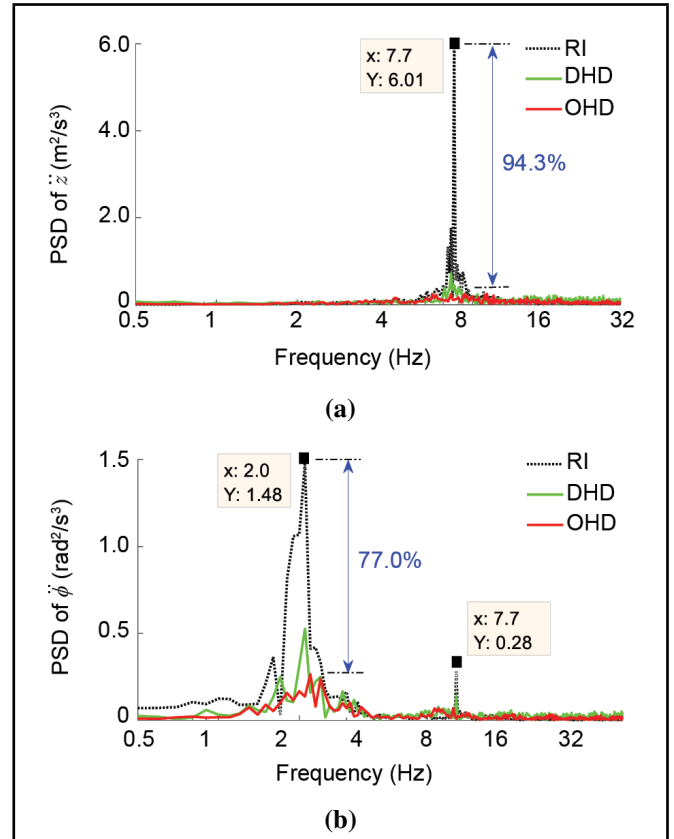 PSD of z̈ (m²/s³)
6.0
4.0
2.0
0
x: 7.7
Y: 6.01
94.3%
RI
DHD
OHD
0.5 1 2 4 8 16 32
Frequency (Hz)
(a)
PSD of ϕ̈ (rad²/s³)
1.5
1.0
0.5
0
x: 2.0
Y: 1.48
77.0%
RI
DHD
OHD
x: 7.7
Y: 0.28
0.5 1 2 4 8 16 32
Frequency (Hz)
(b)